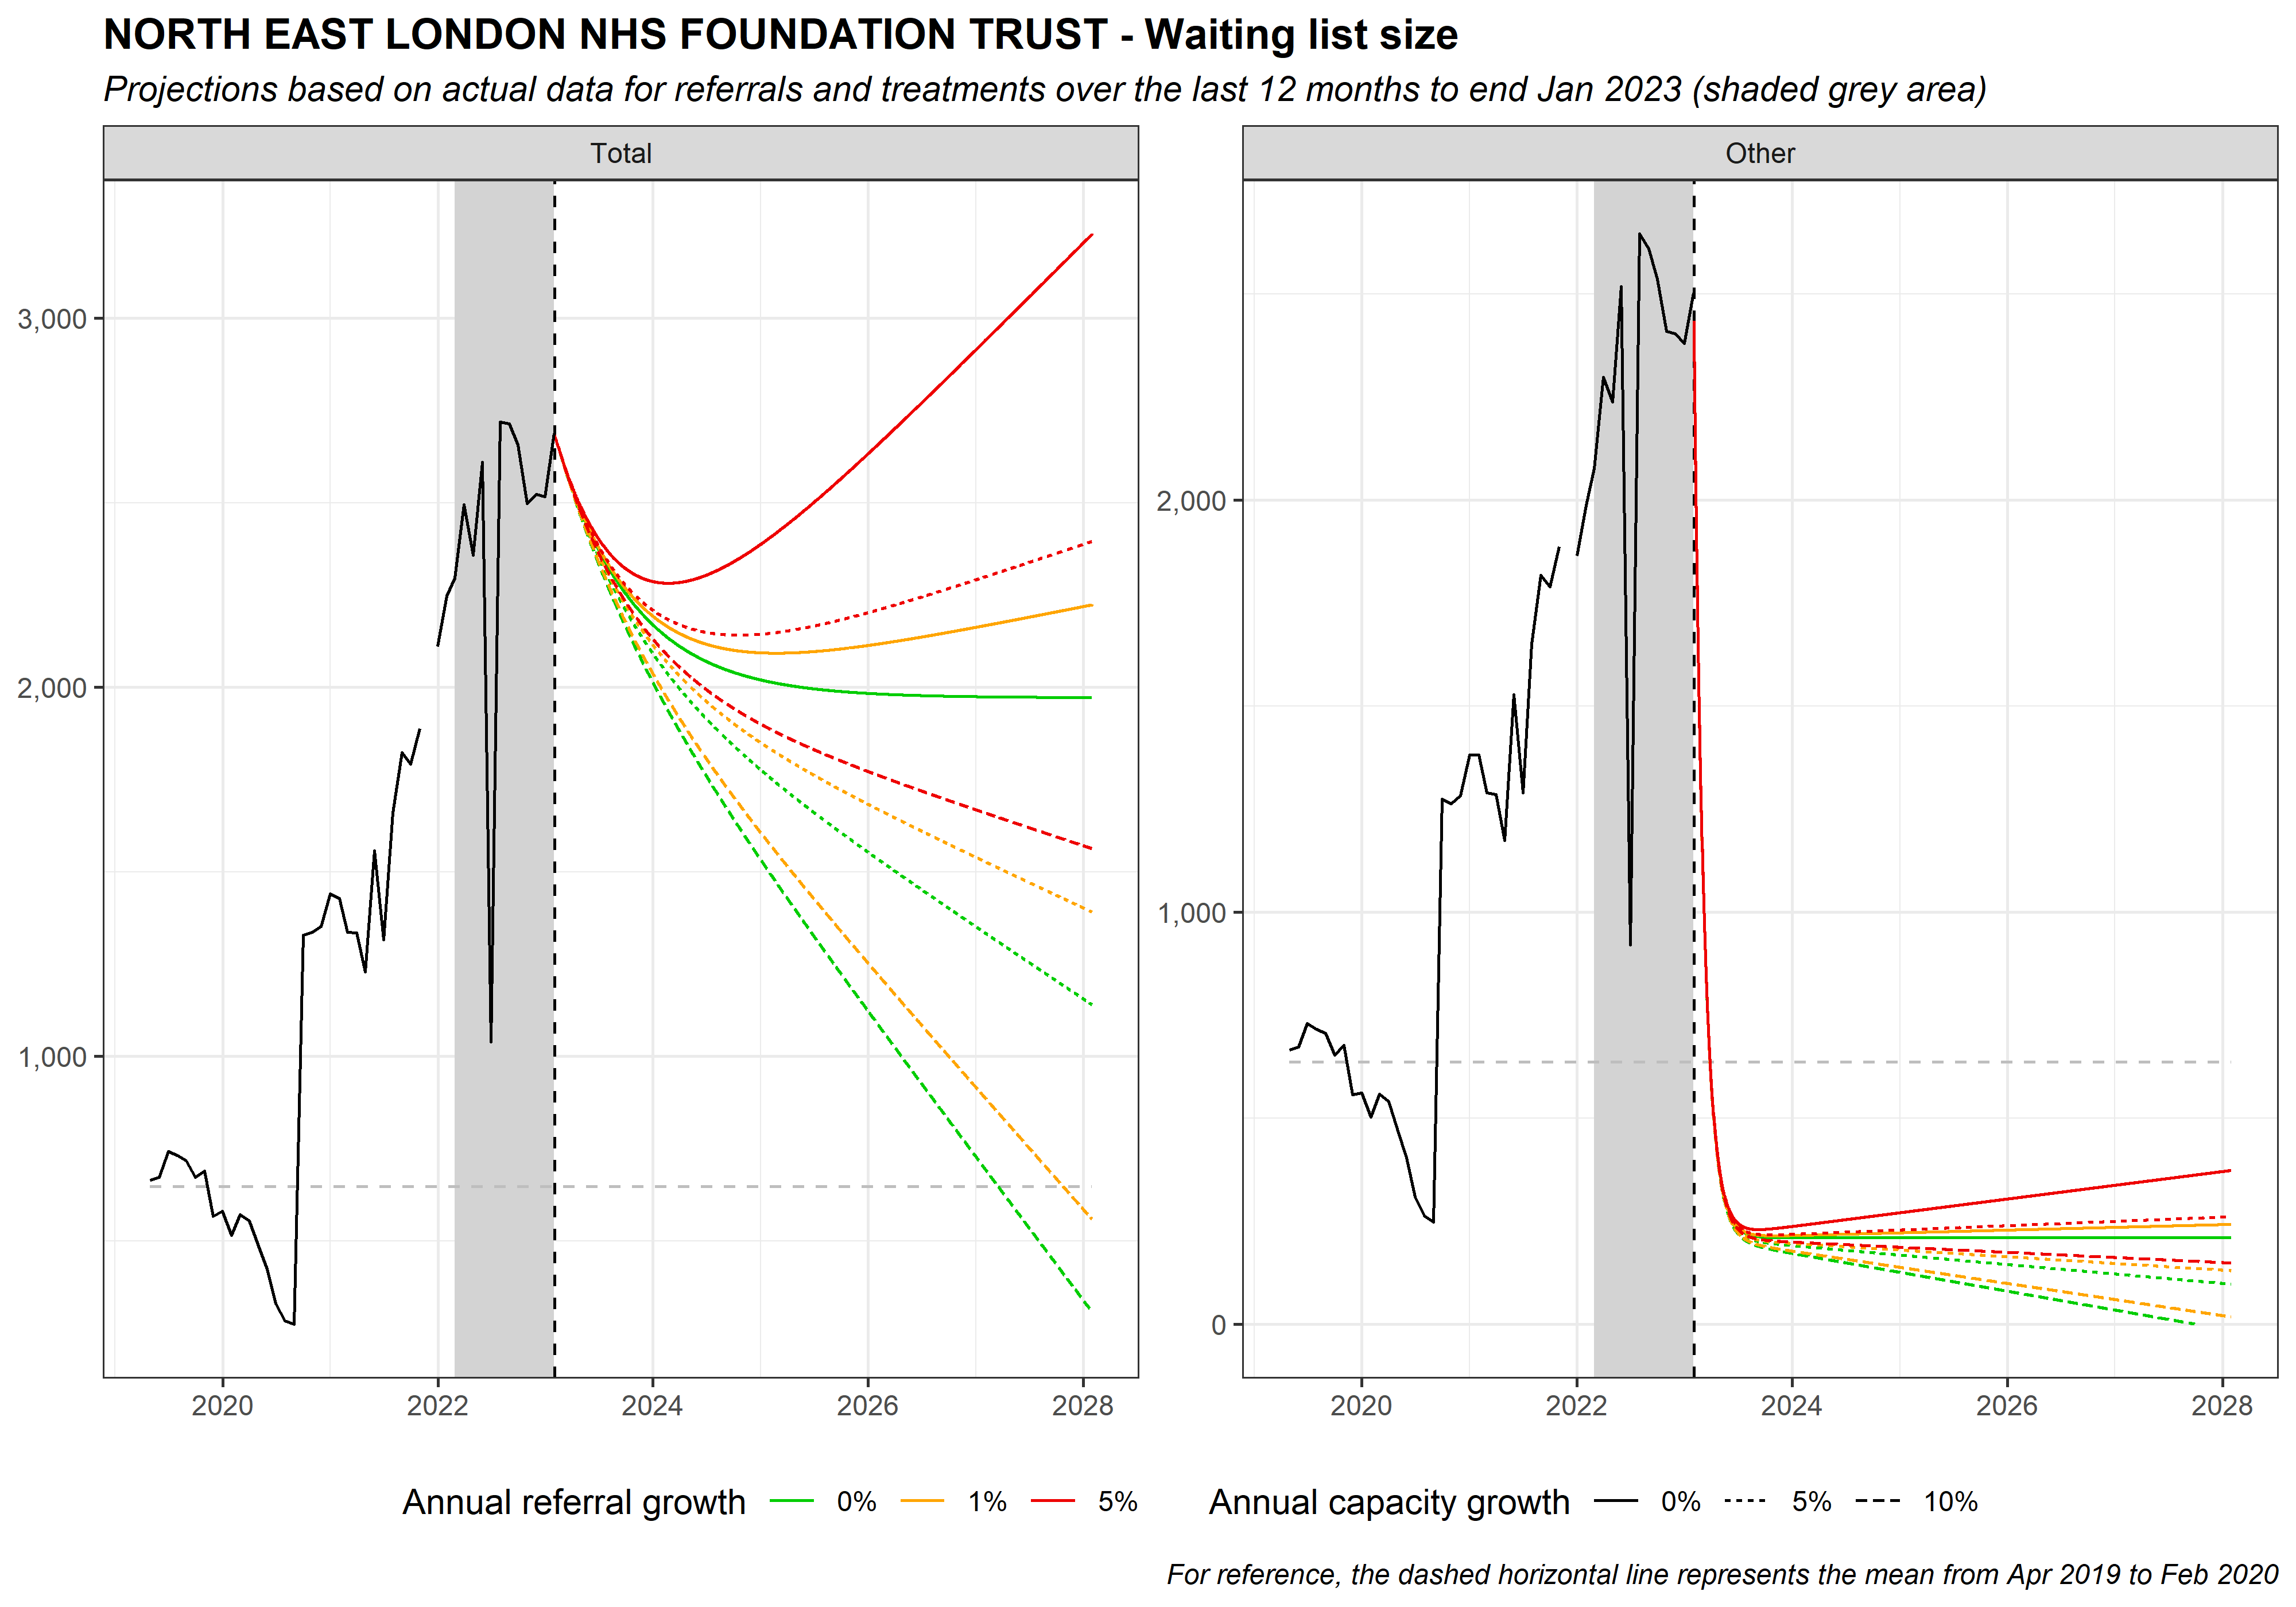 NORTH EAST LONDON NHS FOUNDATION TRUST - Waiting list size
Projections based on actual data for referrals and treatments over the last 12 months to end Jan 2023 (shaded grey area)
Total
3,000
2,000
1,000
2020 2022 2024 2026 2028
Other
2,000
1,000
0
2020 2022 2024 2026 2028
Annual referral growth 0% 1% 5%
Annual capacity growth 0% 5% 10%
For reference, the dashed horizontal line represents the mean from Apr 2019 to Feb 2020